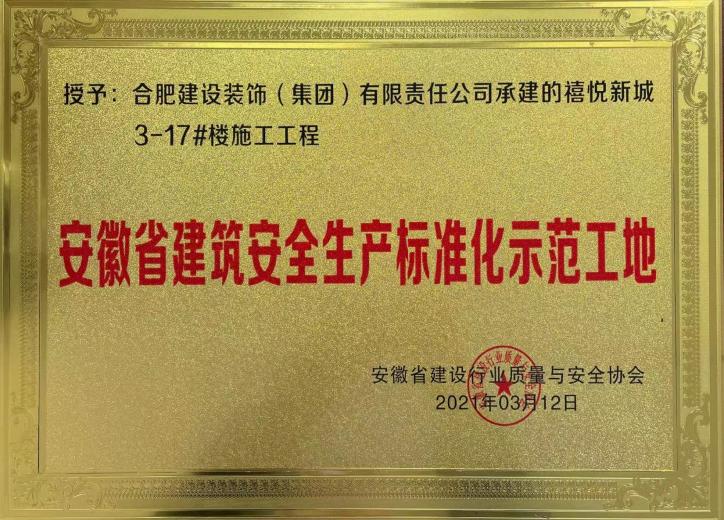 授予：合肥建设装饰（集团）有限责任公司承建的禧悦新城
3-17#楼施工工程
安徽省建筑安全生产标准化示范工地
安徽省建设行业质量与安全协会
2021年03月12日